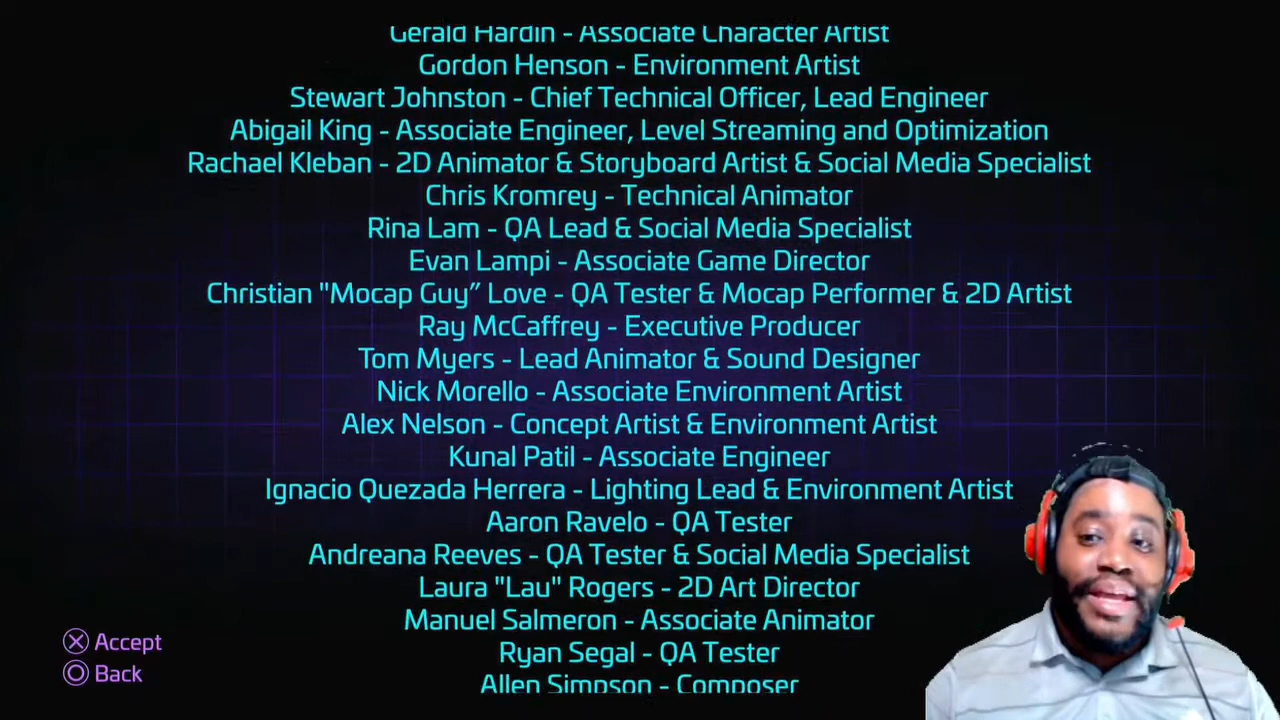 Gerald Hardin - Associate Character Artist
Gordon Henson - Environment Artist
Stewart Johnston - Chief Technical Officer, Lead Engineer
Abigail King - Associate Engineer, Level Streaming and Optimization
Rachael Kleban - 2D Animator & Storyboard Artist & Social Media Specialist
Chris Kromrey - Technical Animator
Rina Lam - QA Lead & Social Media Specialist
Evan Lampi - Associate Game Director
Christian "Mocap Guy” Love - QA Tester & Mocap Performer & 2D Artist
Ray McCaffrey - Executive Producer
Tom Myers - Lead Animator & Sound Designer
Nick Morello - Associate Environment Artist
Alex Nelson - Concept Artist & Environment Artist
Kunal Patil - Associate Engineer
Ignacio Quezada Herrera - Lighting Lead & Environment Artist
Aaron Ravelo - QA Tester
Andreana Reeves - QA Tester & Social Media Specialist
Laura "Lau" Rogers - 2D Art Director
Manuel Salmeron - Associate Animator
Ryan Segal - QA Tester
Allen Simpson - Composer
Accept
Back